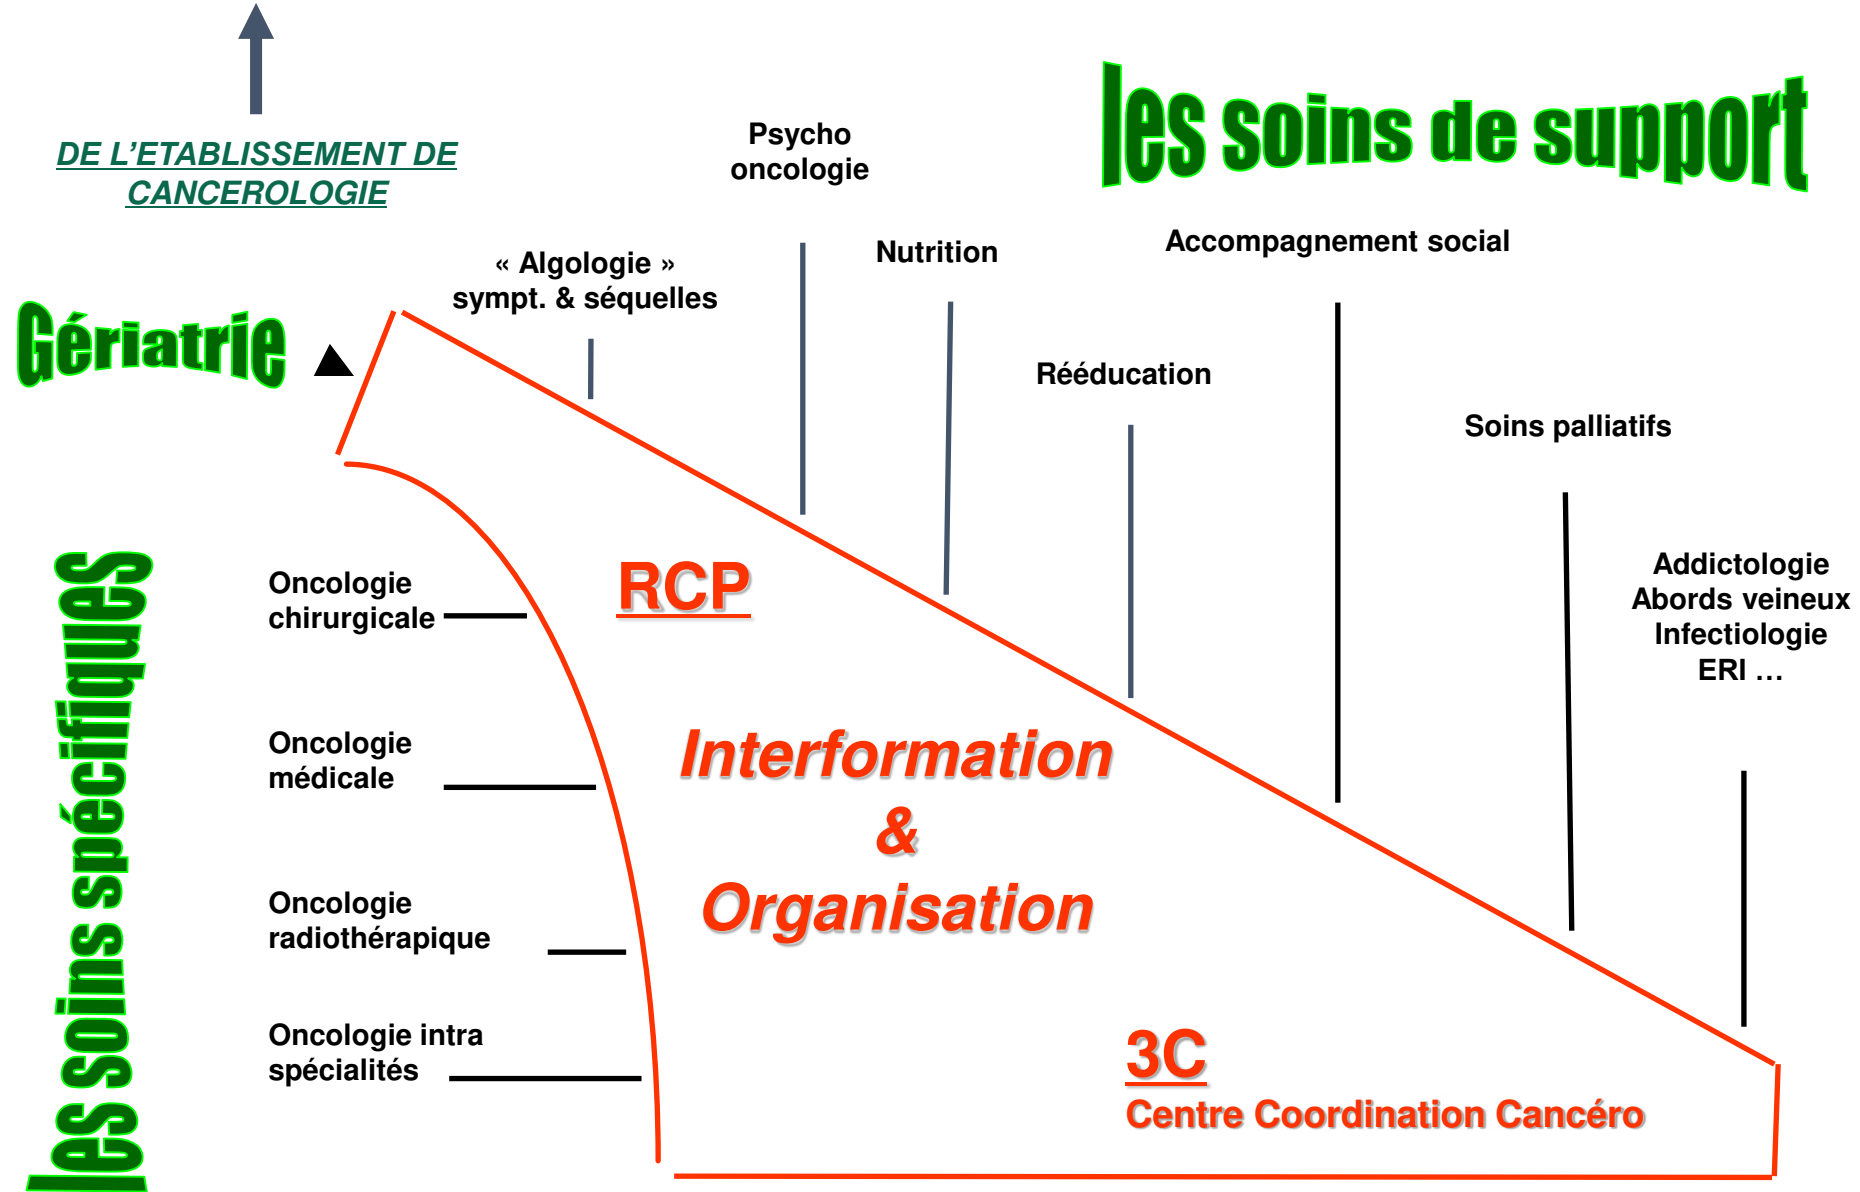 DE L’ETABLISSEMENT DE
CANCEROLOGIE
les soins de support
Psycho
oncologie
Nutrition
Accompagnement social
« Algologie »
sympt. & séquelles
Gériatrie
Rééducation
Soins palliatifs
Addictologie
Abords veineux
Infectiologie
ERI …
les soins spécifiques
Oncologie
chirurgicale
Oncologie
médicale
Oncologie
radiothérapique
Oncologie intra
spécialités
RCP
Interformation
&
Organisation
3C
Centre Coordination Cancéro